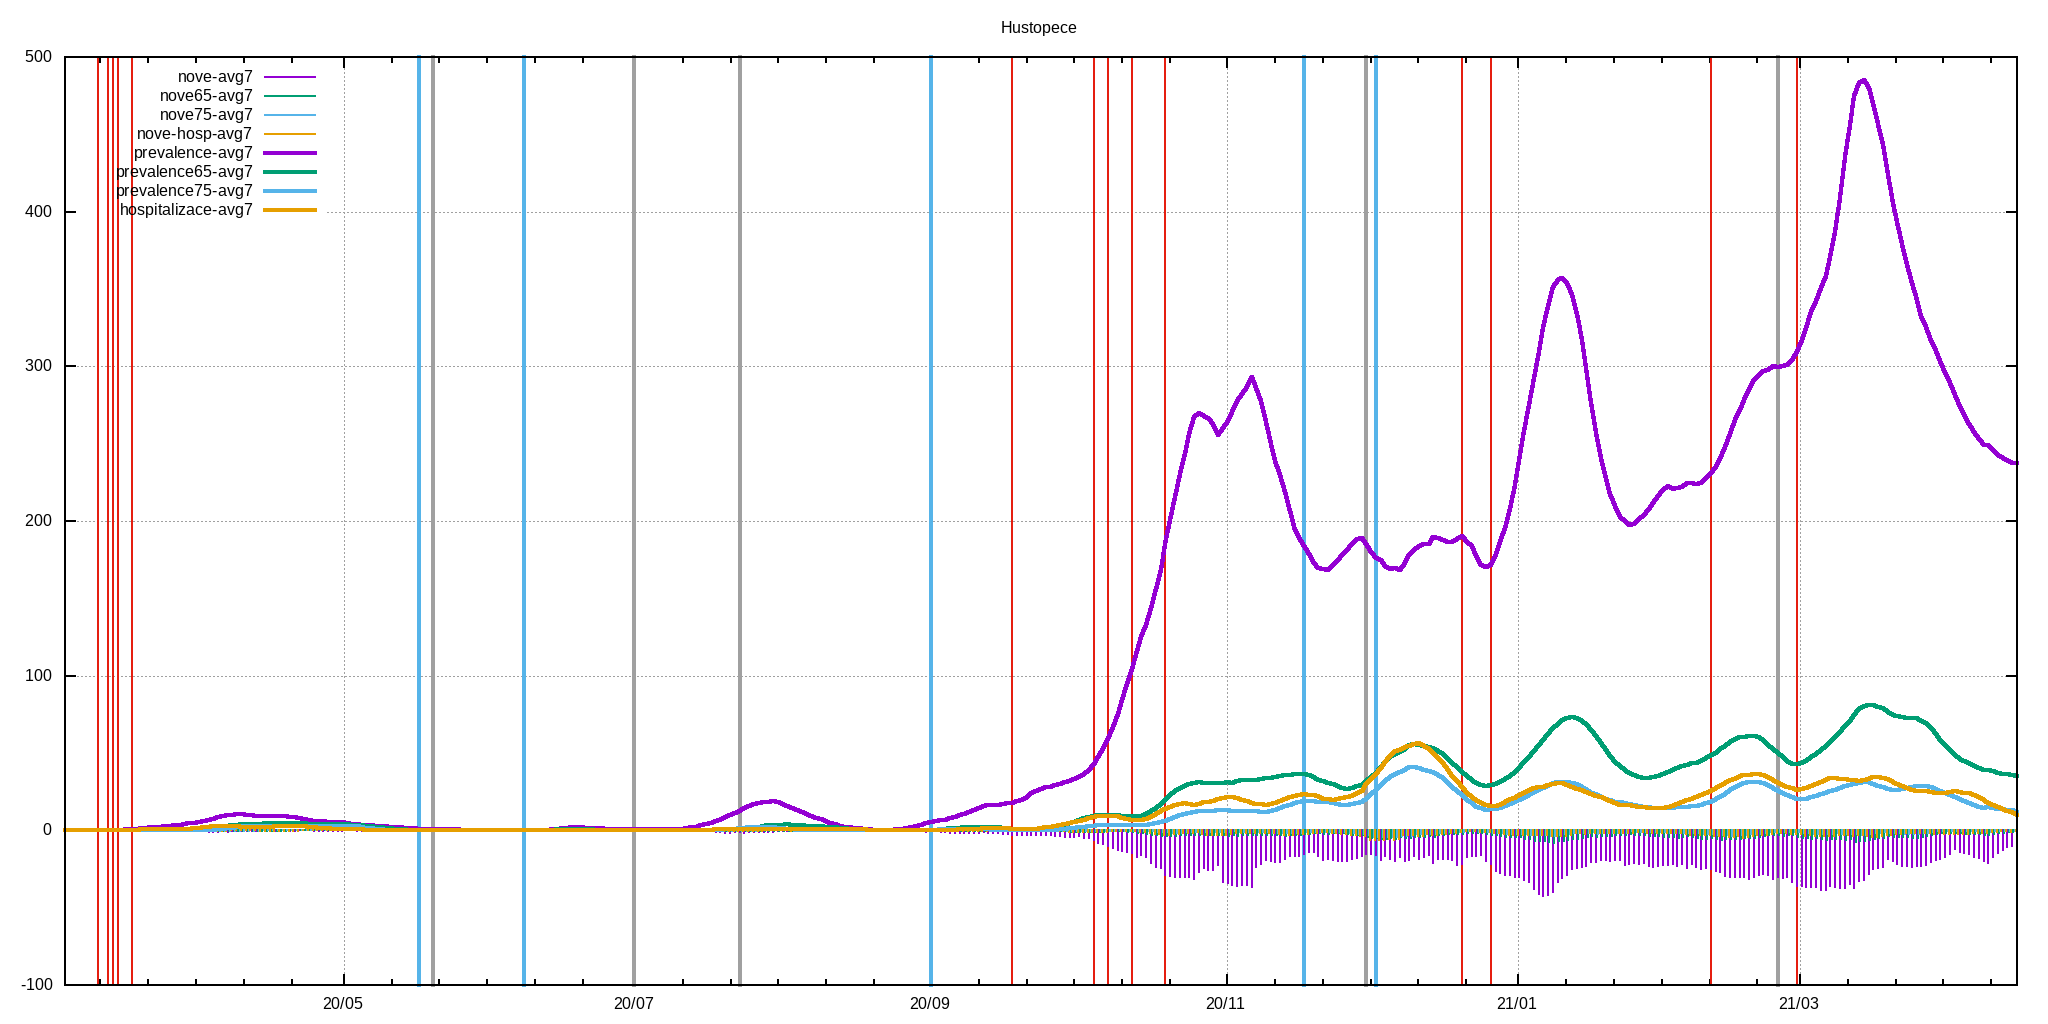 Hustopece
500
nove-avg7
nove65-avg7
nove75-avg7
nove-hosp-avg7
prevalence-avg7
prevalence65-avg7
prevalence75-avg7
hospitalizace-avg7
400
300
200
100
0
-100
20/05 20/07 20/09 20/11 21/01 21/03